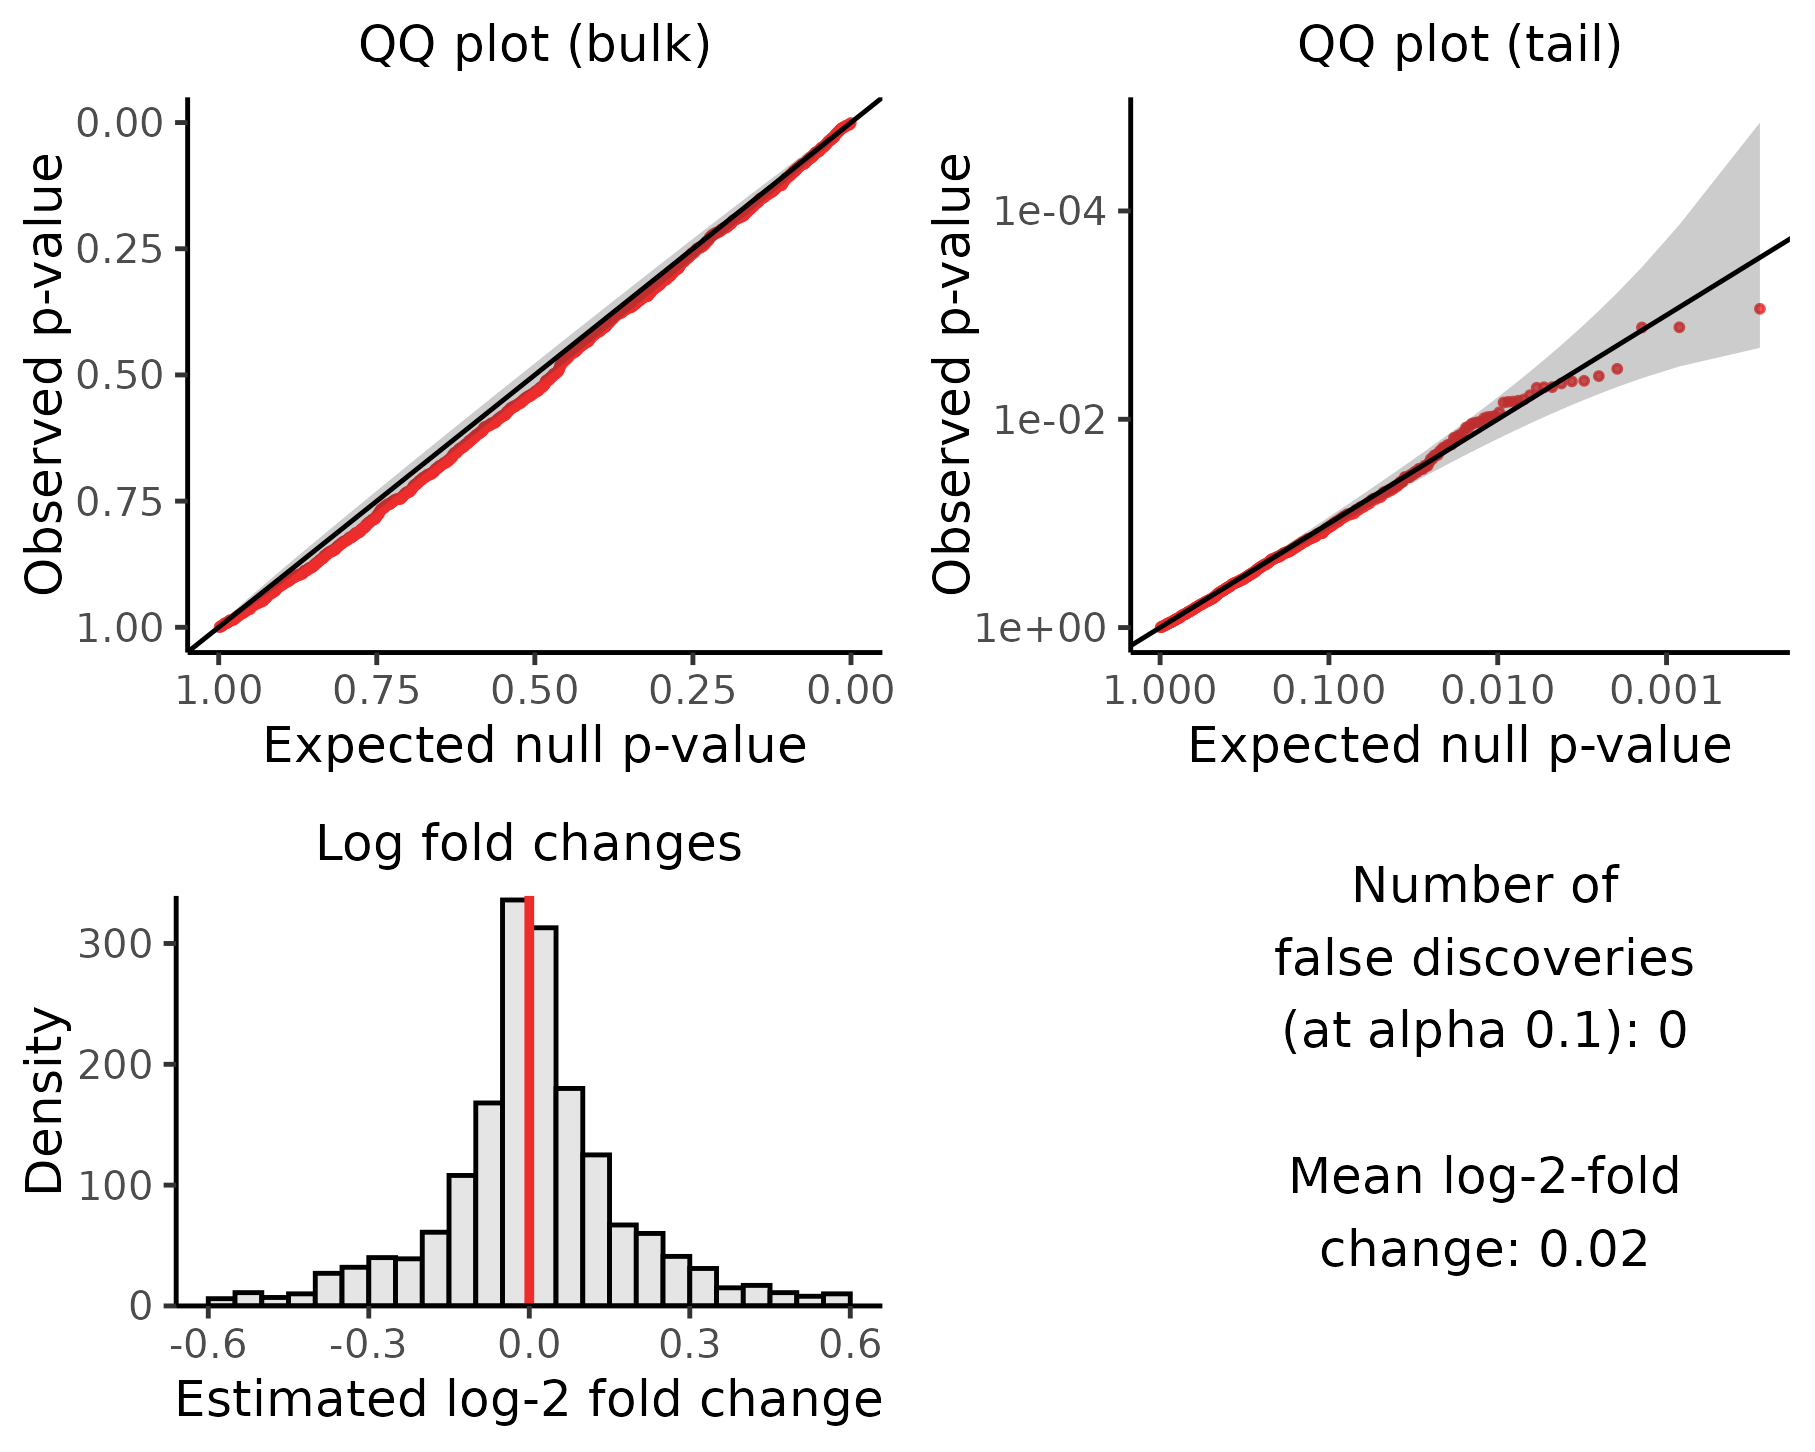 QQ plot (bulk)
0.00
0.25
0.50
0.75
1.00
Observed p-value
1.00 0.75 0.50 0.25 0.00
Expected null p-value
QQ plot (tail)
1e-04
1e-02
1e+00
Observed p-value
1.000 0.100 0.010 0.001
Expected null p-value
Log fold changes
300
200
100
0
Density
-0.6 -0.3 0.0 0.3 0.6
Estimated log-2 fold change
Number of
false discoveries
(at alpha 0.1): 0
Mean log-2-fold
change: 0.02